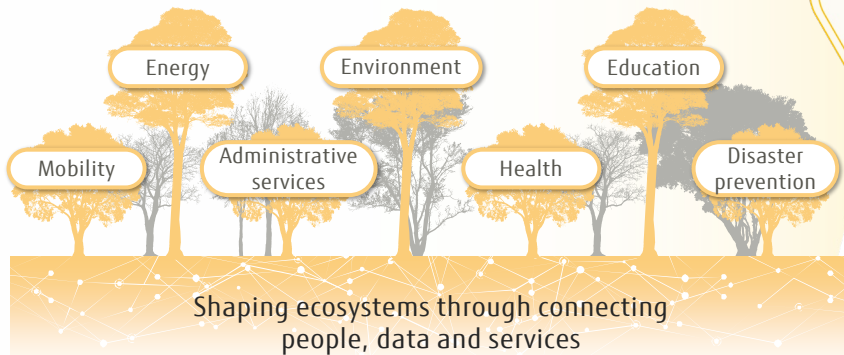 Energy
Environment
Education
Mobility
Administrative
services
Health
Disaster
prevention
Shaping ecosystems through connecting
people, data and services